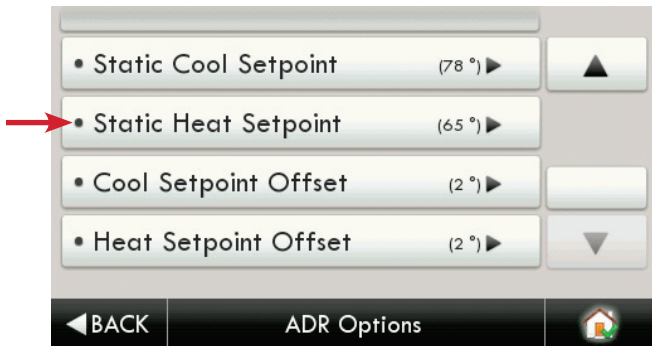 • Static Cool Setpoint (78 °) ▶
• Static Heat Setpoint (65 °) ▶
• Cool Setpoint Offset (2 °) ▶
• Heat Setpoint Offset (2 °) ▶
◀BACK ADR Options